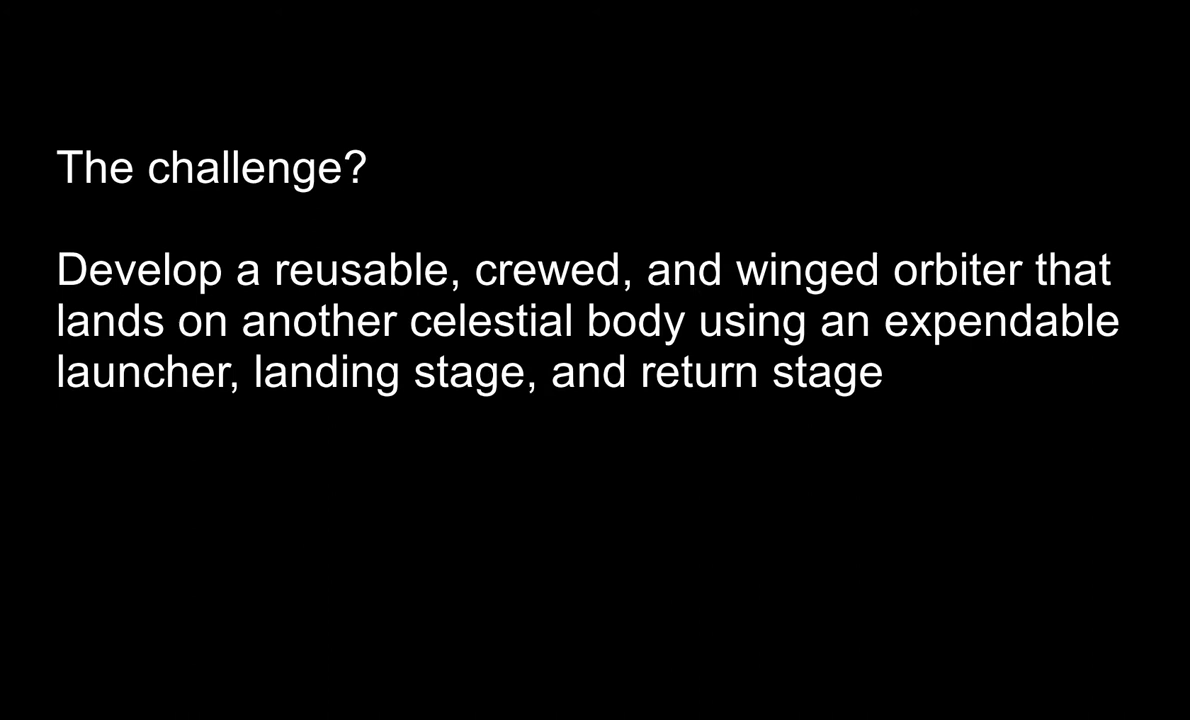 The challenge?
Develop a reusable, crewed, and winged orbiter that
lands on another celestial body using an expendable
launcher, landing stage, and return stage